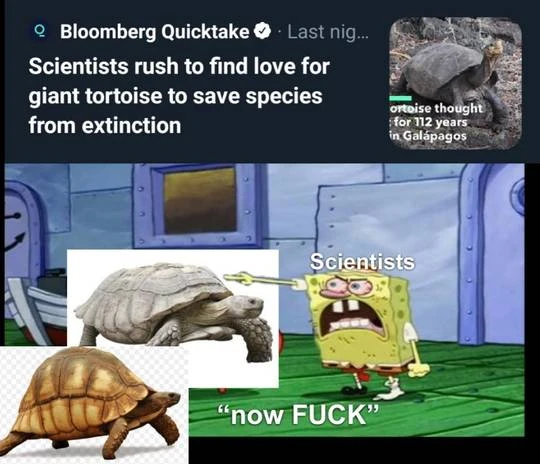 Bloomberg Quicktake · Last nig...
Scientists rush to find love for
giant tortoise to save species
from extinction
ortoise thought
for 112 years
in Galápagos
Scientists
“now FUCK”